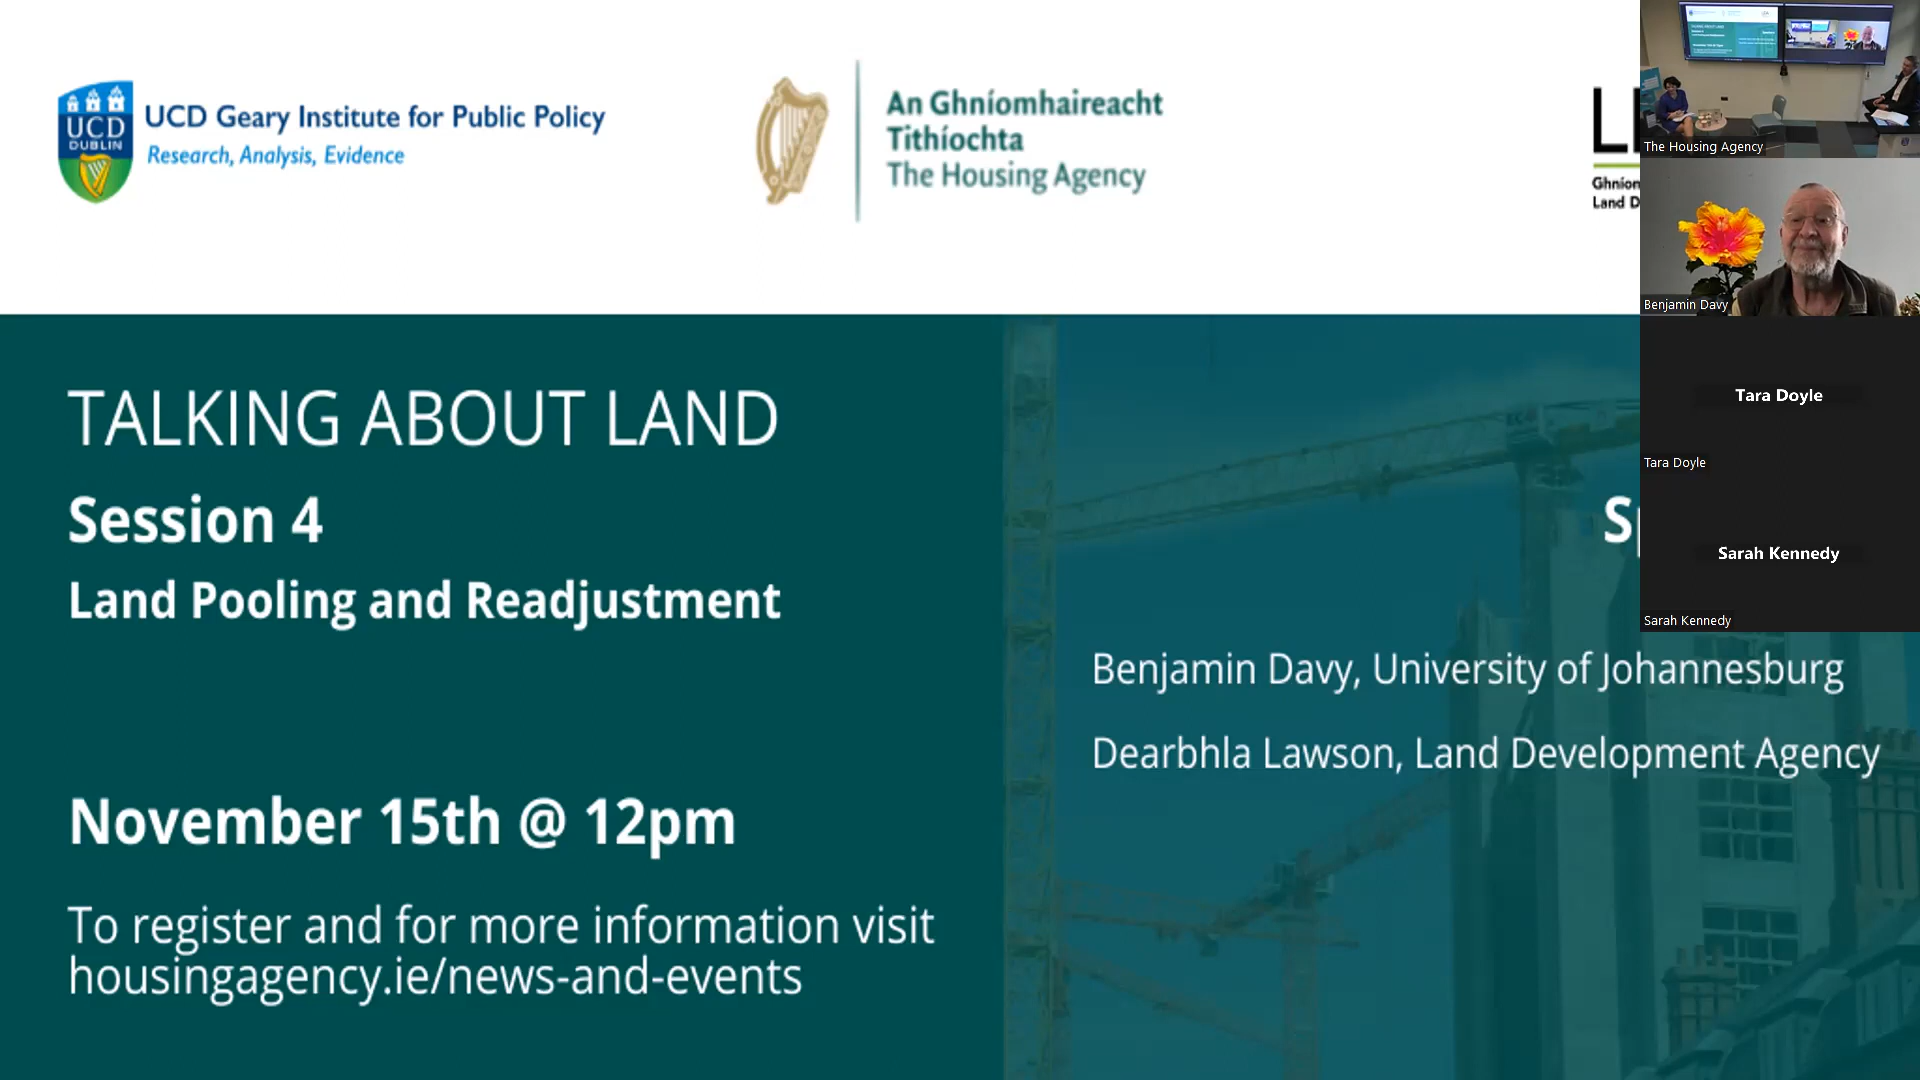 UCD
DUBLIN
UCD Geary Institute for Public Policy
Research, Analysis, Evidence
An Ghníomhaireacht
Tithíochta
The Housing Agency
Land D
The Housing Agency
Benjamin Davy
Tara Doyle
Tara Doyle
Sarah Kennedy
Sarah Kennedy
TALKING ABOUT LAND
Session 4
Land Pooling and Readjustment
Benjamin Davy, University of Johannesburg
Dearbhla Lawson, Land Development Agency
November 15th @ 12pm
To register and for more information visit
housingagency.ie/news-and-events